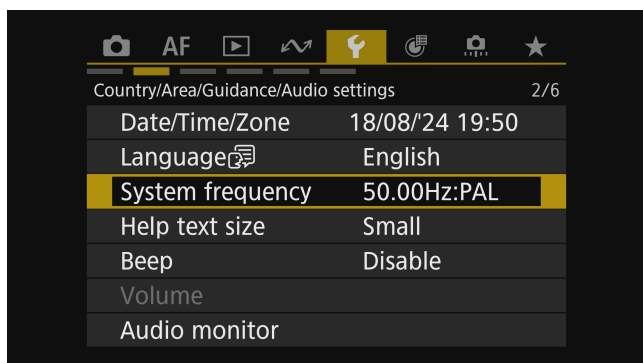 AF
Country/Area/Guidance/Audio settings 2/6
Date/Time/Zone 18/08/'24 19:50
Language English
System frequency 50.00Hz:PAL
Help text size Small
Beep Disable
Volume
Audio monitor